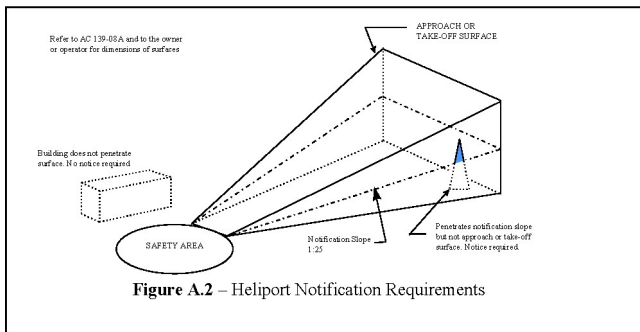 Refer to AC 139-08A and to the owner
or operator for dimensions of surfaces
APPROACH OR
TAKE-OFF SURFACE
Building does not penetrate
surface. No notice required
SAFETY AREA
Notification Slope
1:25
Penetrates notification slope
but not approach or take-off
surface. Notice required.
Figure A.2 – Heliport Notification Requirements